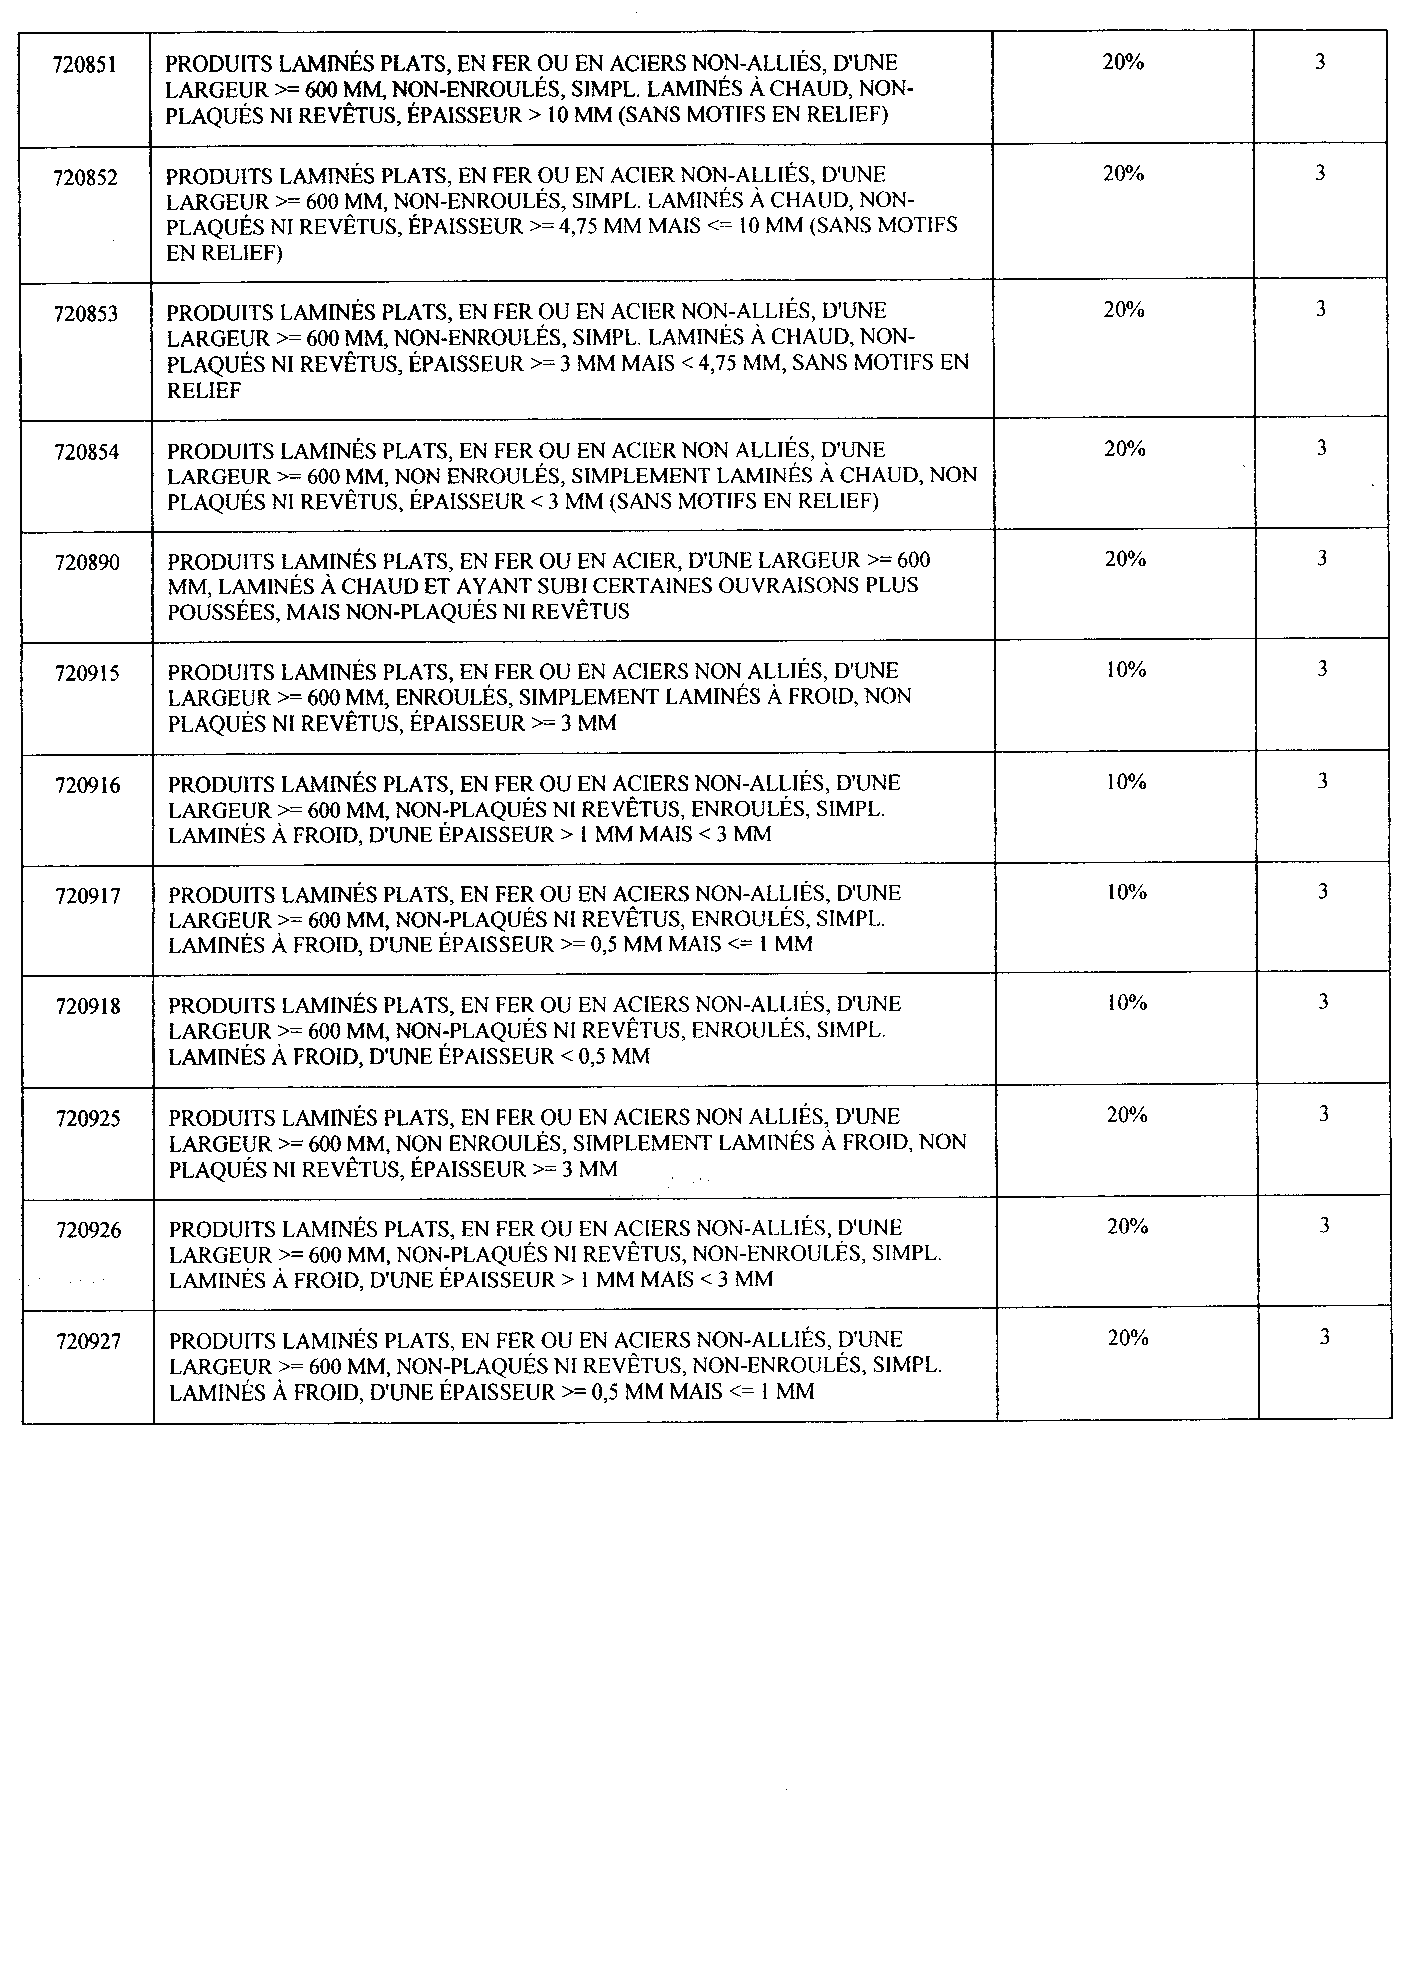 720851 PRODUITS LAMINÉS PLATS, EN FER OU EN ACIERS NON-ALLIÉS, D'UNE 20% 3
LARGEUR >= 600 MM, NON-ENROULÉS, SIMPL. LAMINÉS À CHAUD, NON-
PLAQUÉS NI REVÊTUS, ÉPAISSEUR > 10 MM (SANS MOTIFS EN RELIEF)
720852 PRODUITS LAMINÉS PLATS, EN FER OU EN ACIER NON-ALLIÉS, D'UNE 20% 3
LARGEUR >= 600 MM, NON-ENROULÉS, SIMPL. LAMINÉS À CHAUD, NON-
PLAQUÉS NI REVÊTUS, ÉPAISSEUR >= 4,75 MM MAIS <= 10 MM (SANS MOTIFS
EN RELIEF)
720853 PRODUITS LAMINÉS PLATS, EN FER OU EN ACIER NON-ALLIÉS, D'UNE 20% 3
LARGEUR >= 600 MM, NON-ENROULÉS, SIMPL. LAMINÉS À CHAUD, NON-
PLAQUÉS NI REVÊTUS, ÉPAISSEUR >= 3 MM MAIS < 4,75 MM, SANS MOTIFS EN
RELIEF
720854 PRODUITS LAMINÉS PLATS, EN FER OU EN ACIER NON ALLIÉS, D'UNE 20% 3
LARGEUR >= 600 MM, NON ENROULÉS, SIMPLEMENT LAMINÉS À CHAUD, NON
PLAQUÉS NI REVÊTUS, ÉPAISSEUR < 3 MM (SANS MOTIFS EN RELIEF)
720890 PRODUITS LAMINÉS PLATS, EN FER OU EN ACIER, D'UNE LARGEUR >= 600 20% 3
MM, LAMINÉS À CHAUD ET AYANT SUBI CERTAINES OUVRAISONS PLUS
POUSSÉES, MAIS NON-PLAQUÉS NI REVÊTUS
720915 PRODUITS LAMINÉS PLATS, EN FER OU EN ACIERS NON ALLIÉS, D'UNE 10% 3
LARGEUR >= 600 MM, ENROULÉS, SIMPLEMENT LAMINÉS À FROID, NON
PLAQUÉS NI REVÊTUS, ÉPAISSEUR >= 3 MM
720916 PRODUITS LAMINÉS PLATS, EN FER OU EN ACIERS NON-ALLIÉS, D'UNE 10% 3
LARGEUR >= 600 MM, NON-PLAQUÉS NI REVÊTUS, ENROULÉS, SIMPL.
LAMINÉS À FROID, D'UNE ÉPAISSEUR > 1 MM MAIS < 3 MM
720917 PRODUITS LAMINÉS PLATS, EN FER OU EN ACIERS NON-ALLIÉS, D'UNE 10% 3
LARGEUR >= 600 MM, NON-PLAQUÉS NI REVÊTUS, ENROULÉS, SIMPL.
LAMINÉS À FROID, D'UNE ÉPAISSEUR >= 0,5 MM MAIS <= 1 MM
720918 PRODUITS LAMINÉS PLATS, EN FER OU EN ACIERS NON-ALLIÉS, D'UNE 10% 3
LARGEUR >= 600 MM, NON-PLAQUÉS NI REVÊTUS, ENROULÉS, SIMPL.
LAMINÉS À FROID, D'UNE ÉPAISSEUR < 0,5 MM
720925 PRODUITS LAMINÉS PLATS, EN FER OU EN ACIERS NON ALLIÉS, D'UNE 20% 3
LARGEUR >= 600 MM, NON ENROULÉS, SIMPLEMENT LAMINÉS À FROID, NON
PLAQUÉS NI REVÊTUS, ÉPAISSEUR >= 3 MM
720926 PRODUITS LAMINÉS PLATS, EN FER OU EN ACIERS NON-ALLIÉS, D'UNE 20% 3
LARGEUR >= 600 MM, NON-PLAQUÉS NI REVÊTUS, NON-ENROULÉS, SIMPL.
LAMINÉS À FROID, D'UNE ÉPAISSEUR > 1 MM MAIS < 3 MM
720927 PRODUITS LAMINÉS PLATS, EN FER OU EN ACIERS NON-ALLIÉS, D'UNE 20% 3
LARGEUR >= 600 MM, NON-PLAQUÉS NI REVÊTUS, NON-ENROULÉS, SIMPL.
LAMINÉS À FROID, D'UNE ÉPAISSEUR >= 0,5 MM MAIS <= 1 MM